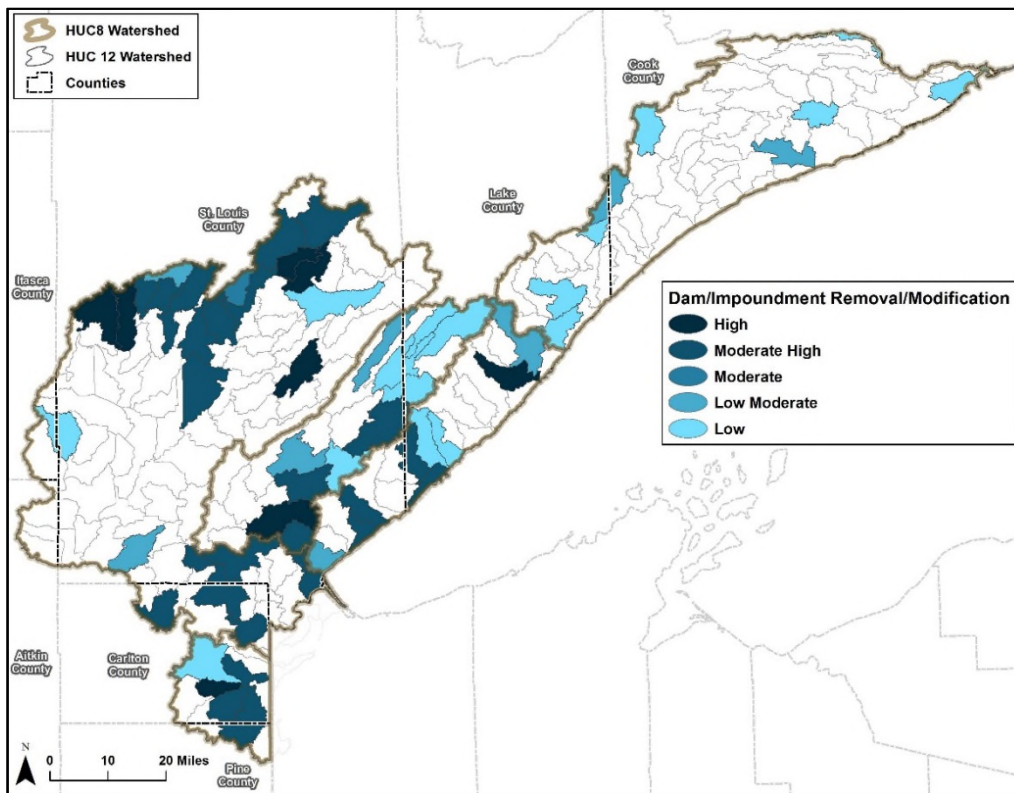 HUC8 Watershed
HUC 12 Watershed
Counties
Cook
County
Lake
County
St. Louis
County
Itasca
County
Dam/Impoundment Removal/Modification
High
Moderate High
Moderate
Low Moderate
Low
Aitkin
County
Carlton
County
Pine
County
N
0 10 20 Miles